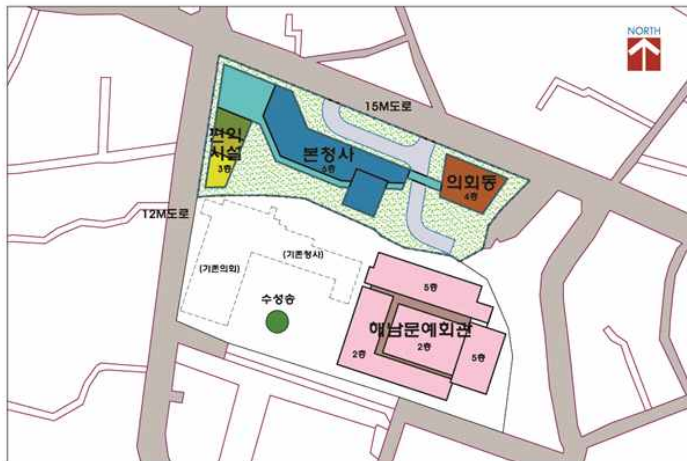 NORTH
15M도로
편익
시설
3층
본청사
6층
의회동
4층
12M도로
(기존의회)
(기존청사)
수성송
5층
해남문예회관
2층
2층
5층